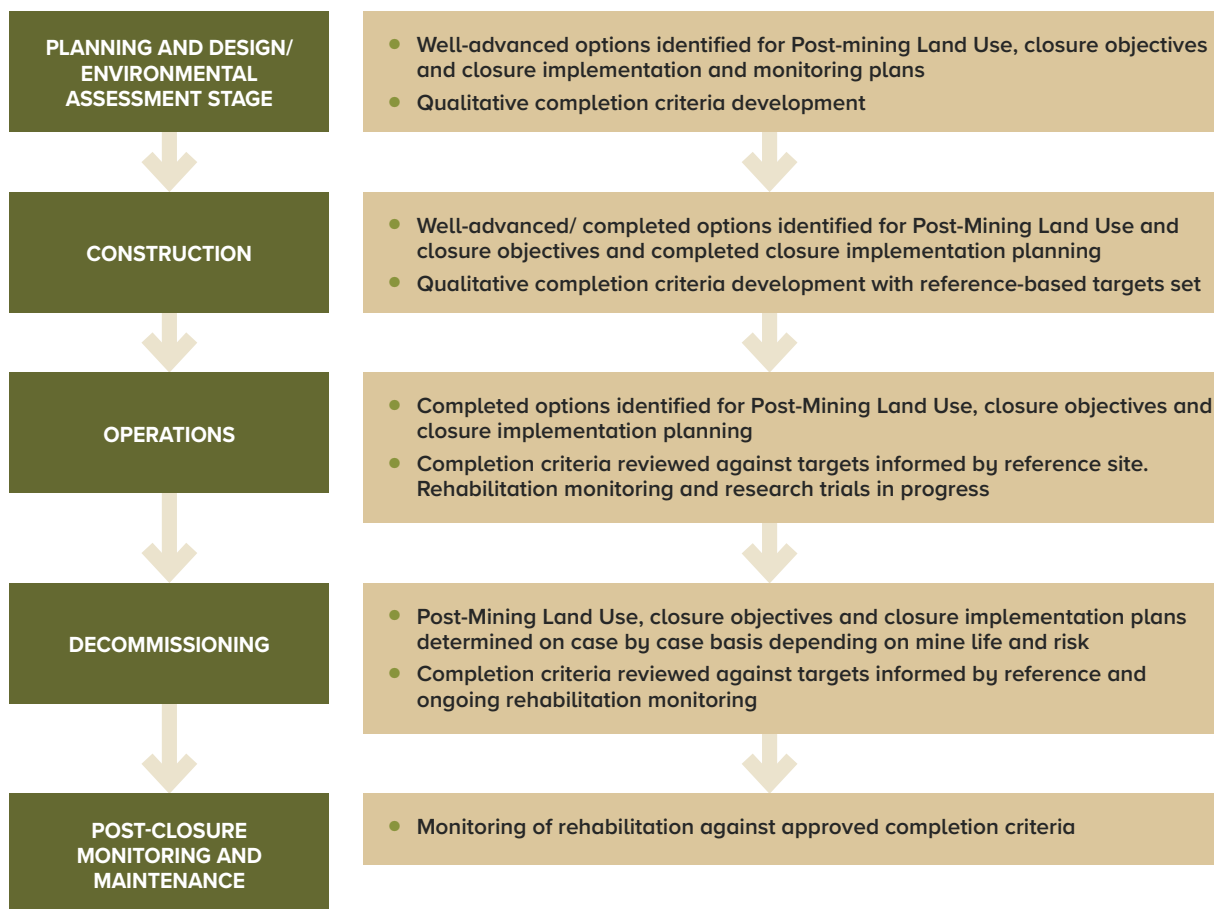 PLANNING AND DESIGN/
ENVIRONMENTAL
ASSESSMENT STAGE
Well-advanced options identified for Post-mining Land Use, closure objectives
and closure implementation and monitoring plans
Qualitative completion criteria development
CONSTRUCTION
Well-advanced/ completed options identified for Post-Mining Land Use and
closure objectives and completed closure implementation planning
Qualitative completion criteria development with reference-based targets set
OPERATIONS
Completed options identified for Post-Mining Land Use, closure objectives and
closure implementation planning
Completion criteria reviewed against targets informed by reference site.
Rehabilitation monitoring and research trials in progress
DECOMMISSIONING
Post-Mining Land Use, closure objectives and closure implementation plans
determined on case by case basis depending on mine life and risk
Completion criteria reviewed against targets informed by reference and
ongoing rehabilitation monitoring
POST-CLOSURE
MONITORING AND
MAINTENANCE
Monitoring of rehabilitation against approved completion criteria